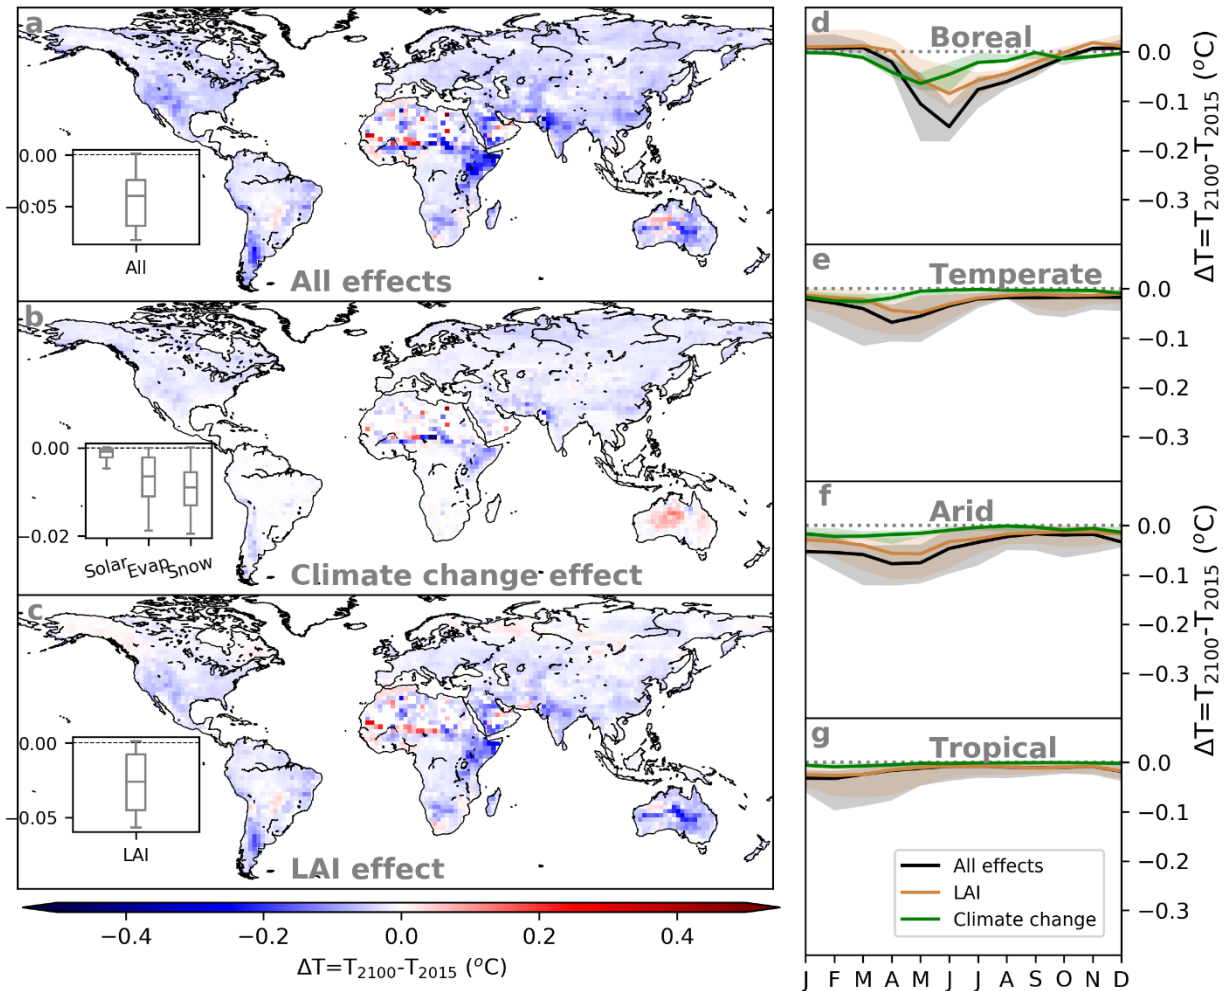 a
0.00
−0.05
All
All effects
b
0.00
−0.02
Solar Evap Snow
Climate change effect
c
0.00
−0.05
LAI
LAI effect
−0.4 −0.2 0.0 0.2 0.4
ΔT=T2100-T2015 (°C)
d Boreal
0.0
−0.1
−0.2
−0.3
ΔT=T2100-T2015 (°C)
e Temperate
0.0
−0.1
−0.2
−0.3
f Arid
0.0
−0.1
−0.2
−0.3
ΔT=T2100-T2015 (°C)
g Tropical
0.0
−0.1
−0.2
−0.3
All effects
LAI
Climate change
J F M A M J J A S O N D